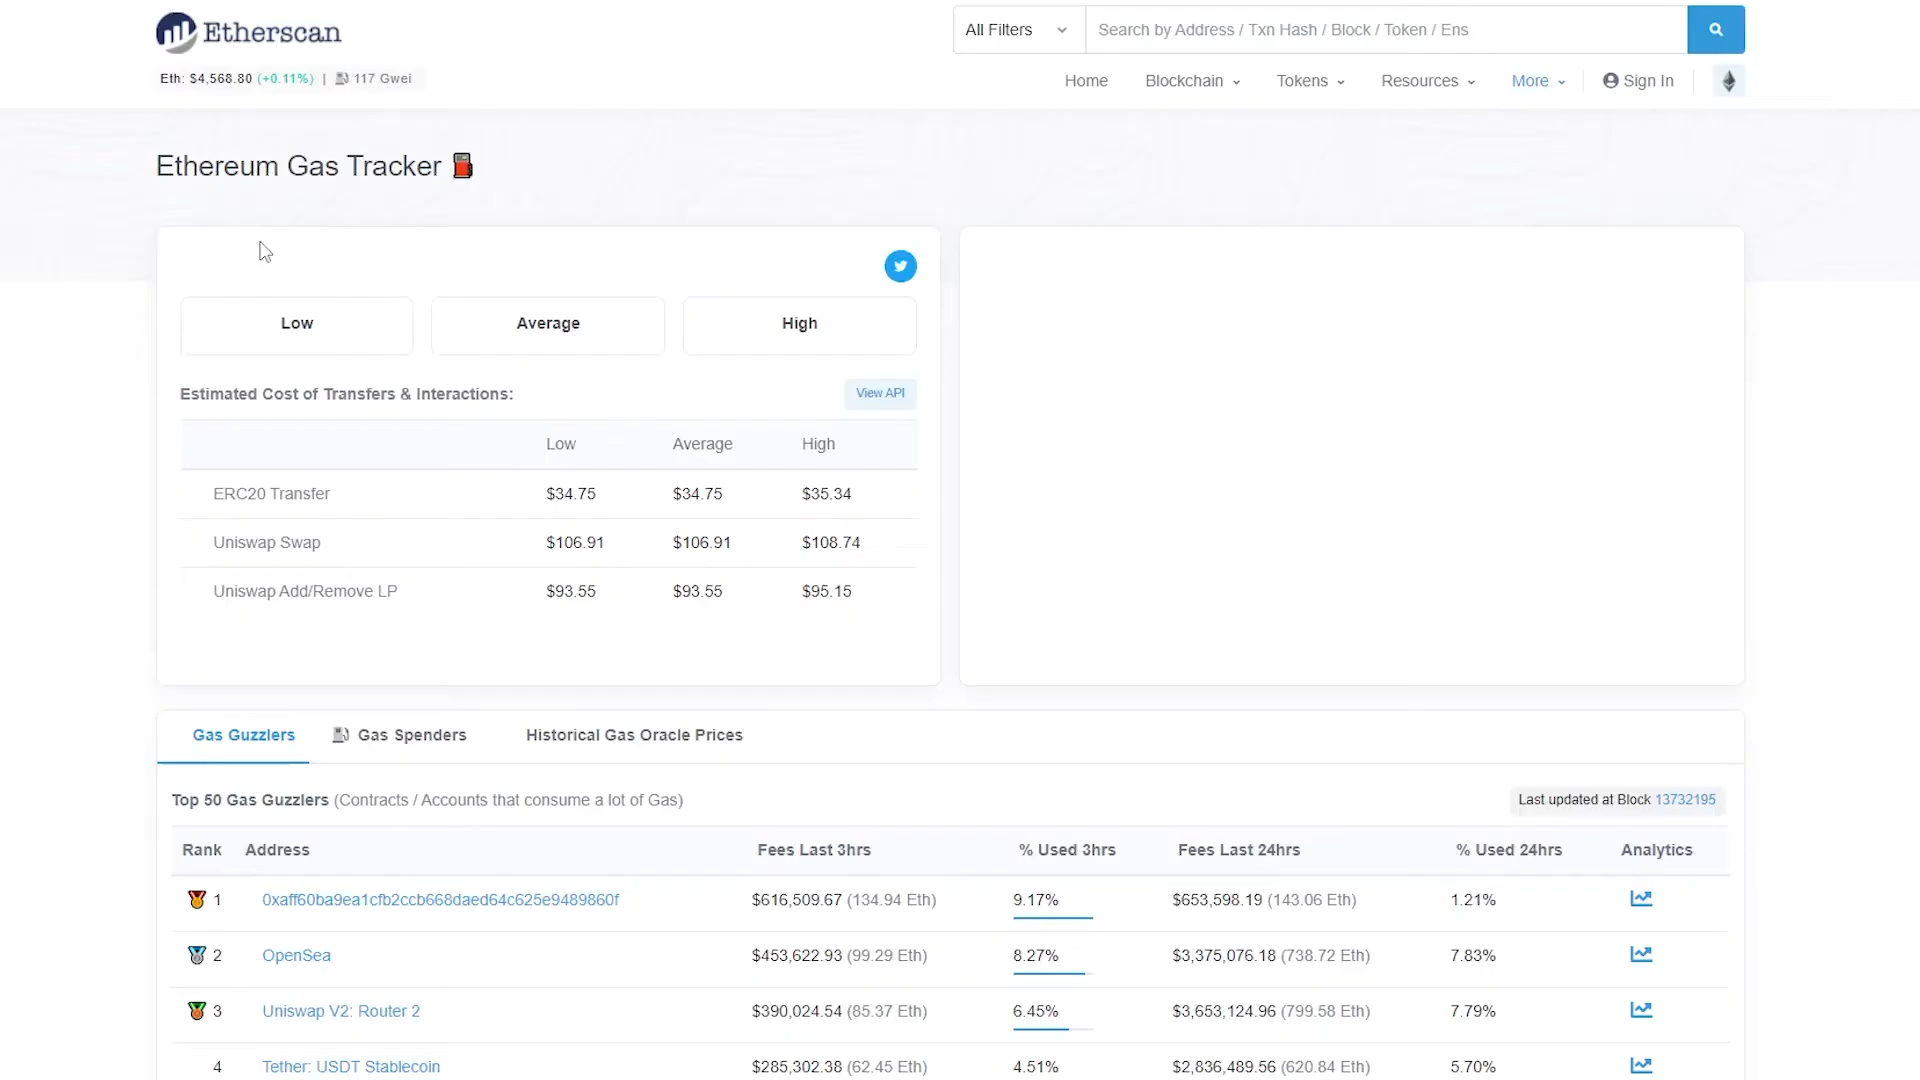 Etherscan
All Filters
Search by Address / Txn Hash / Block / Token / Ens
Eth: $4,568.80 (+0.11%) | 117 Gwei
Home Blockchain Tokens Resources More Sign In
Ethereum Gas Tracker
Low Average High
Estimated Cost of Transfers & Interactions: View API
Low Average High
ERC20 Transfer $34.75 $34.75 $35.34
Uniswap Swap $106.91 $106.91 $108.74
Uniswap Add/Remove LP $93.55 $93.55 $95.15
Gas Guzzlers Gas Spenders Historical Gas Oracle Prices
Top 50 Gas Guzzlers (Contracts / Accounts that consume a lot of Gas) Last updated at Block 13732195
Rank Address Fees Last 3hrs % Used 3hrs Fees Last 24hrs % Used 24hrs Analytics
1 0xaff60ba9ea1cfb2ccb668daed64c625e9489860f $616,509.67 (134.94 Eth) 9.17% $653,598.19 (143.06 Eth) 1.21%
2 OpenSea $453,622.93 (99.29 Eth) 8.27% $3,375,076.18 (738.72 Eth) 7.83%
3 Uniswap V2: Router 2 $390,024.54 (85.37 Eth) 6.45% $3,653,124.96 (799.58 Eth) 7.79%
4 Tether: USDT Stablecoin $285,302.38 (62.45 Eth) 4.51% $2,836,489.56 (620.84 Eth) 5.70%